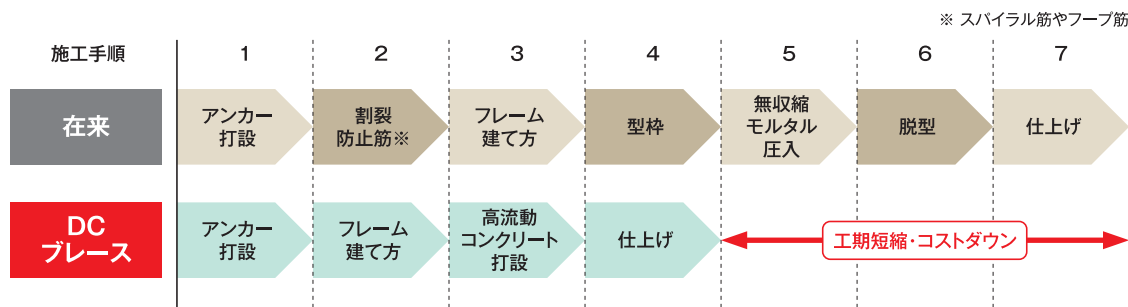 ※ スパイラル筋やフープ筋
施工手順
1
2
3
4
5
6
7
在来
アンカー
打設
割裂
防止筋※
フレーム
建て方
型枠
無収縮
モルタル
圧入
脱型
仕上げ
DC
ブレース
アンカー
打設
フレーム
建て方
高流動
コンクリート
打設
仕上げ
工期短縮・コストダウン